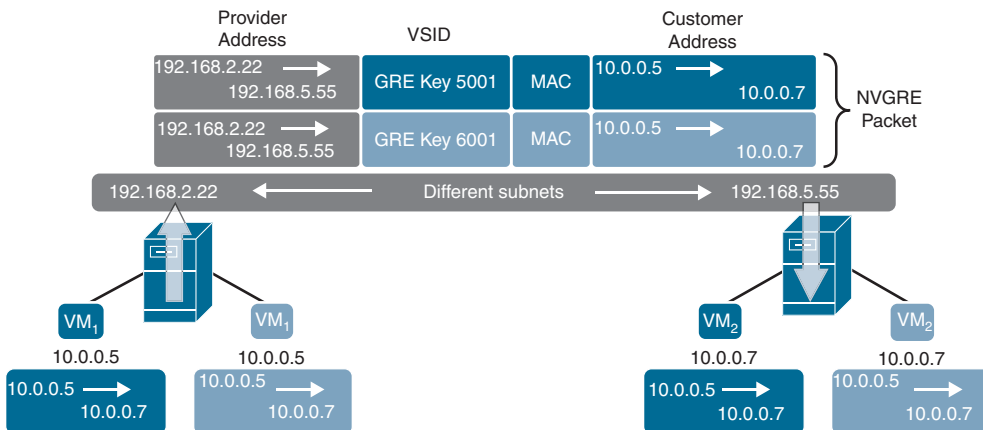 Provider
Address
VSID
Customer
Address
192.168.2.22
192.168.5.55
GRE Key 5001
MAC
10.0.0.5
10.0.0.7
192.168.2.22
192.168.5.55
GRE Key 6001
MAC
10.0.0.5
10.0.0.7
NVGRE
Packet
192.168.2.22
Different subnets
192.168.5.55
VM1
VM1
VM2
VM2
10.0.0.5
10.0.0.5
10.0.0.7
10.0.0.7
10.0.0.5
10.0.0.7
10.0.0.5
10.0.0.7
10.0.0.5
10.0.0.7
10.0.0.5
10.0.0.7